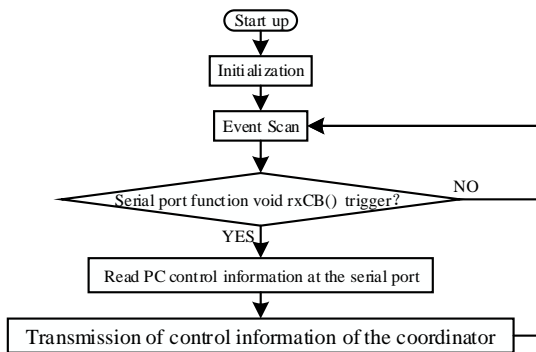 Start up
Initialization
Event Scan
Serial port function void rxCB() trigger?
NO
YES
Read PC control information at the serial port
Transmission of control information of the coordinator